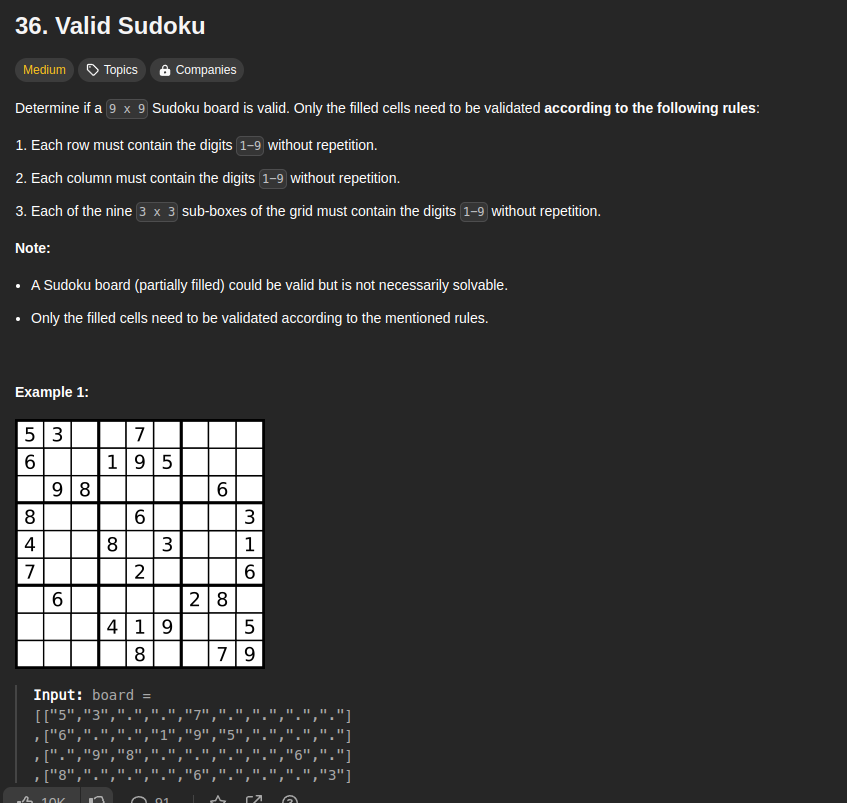 36. Valid Sudoku
Medium Topics Companies
Determine if a 9 x 9 Sudoku board is valid. Only the filled cells need to be validated according to the following rules:
1. Each row must contain the digits 1-9 without repetition.
2. Each column must contain the digits 1-9 without repetition.
3. Each of the nine 3 x 3 sub-boxes of the grid must contain the digits 1-9 without repetition.
Note:
• A Sudoku board (partially filled) could be valid but is not necessarily solvable.
• Only the filled cells need to be validated according to the mentioned rules.
Example 1:
5 3 7
6 1 9 5
9 8 6
8 6 3
4 8 3 1
7 2 6
6 2 8
4 1 9 5
8 7 9
Input: board =
[["5","3",".",".","7",".",".",".","."]
,["6",".",".","1","9","5",".",".","."]
,[".","9","8",".",".",".",".","6","."]
,["8",".",".",".","6",".",".",".","3"]
10K 91